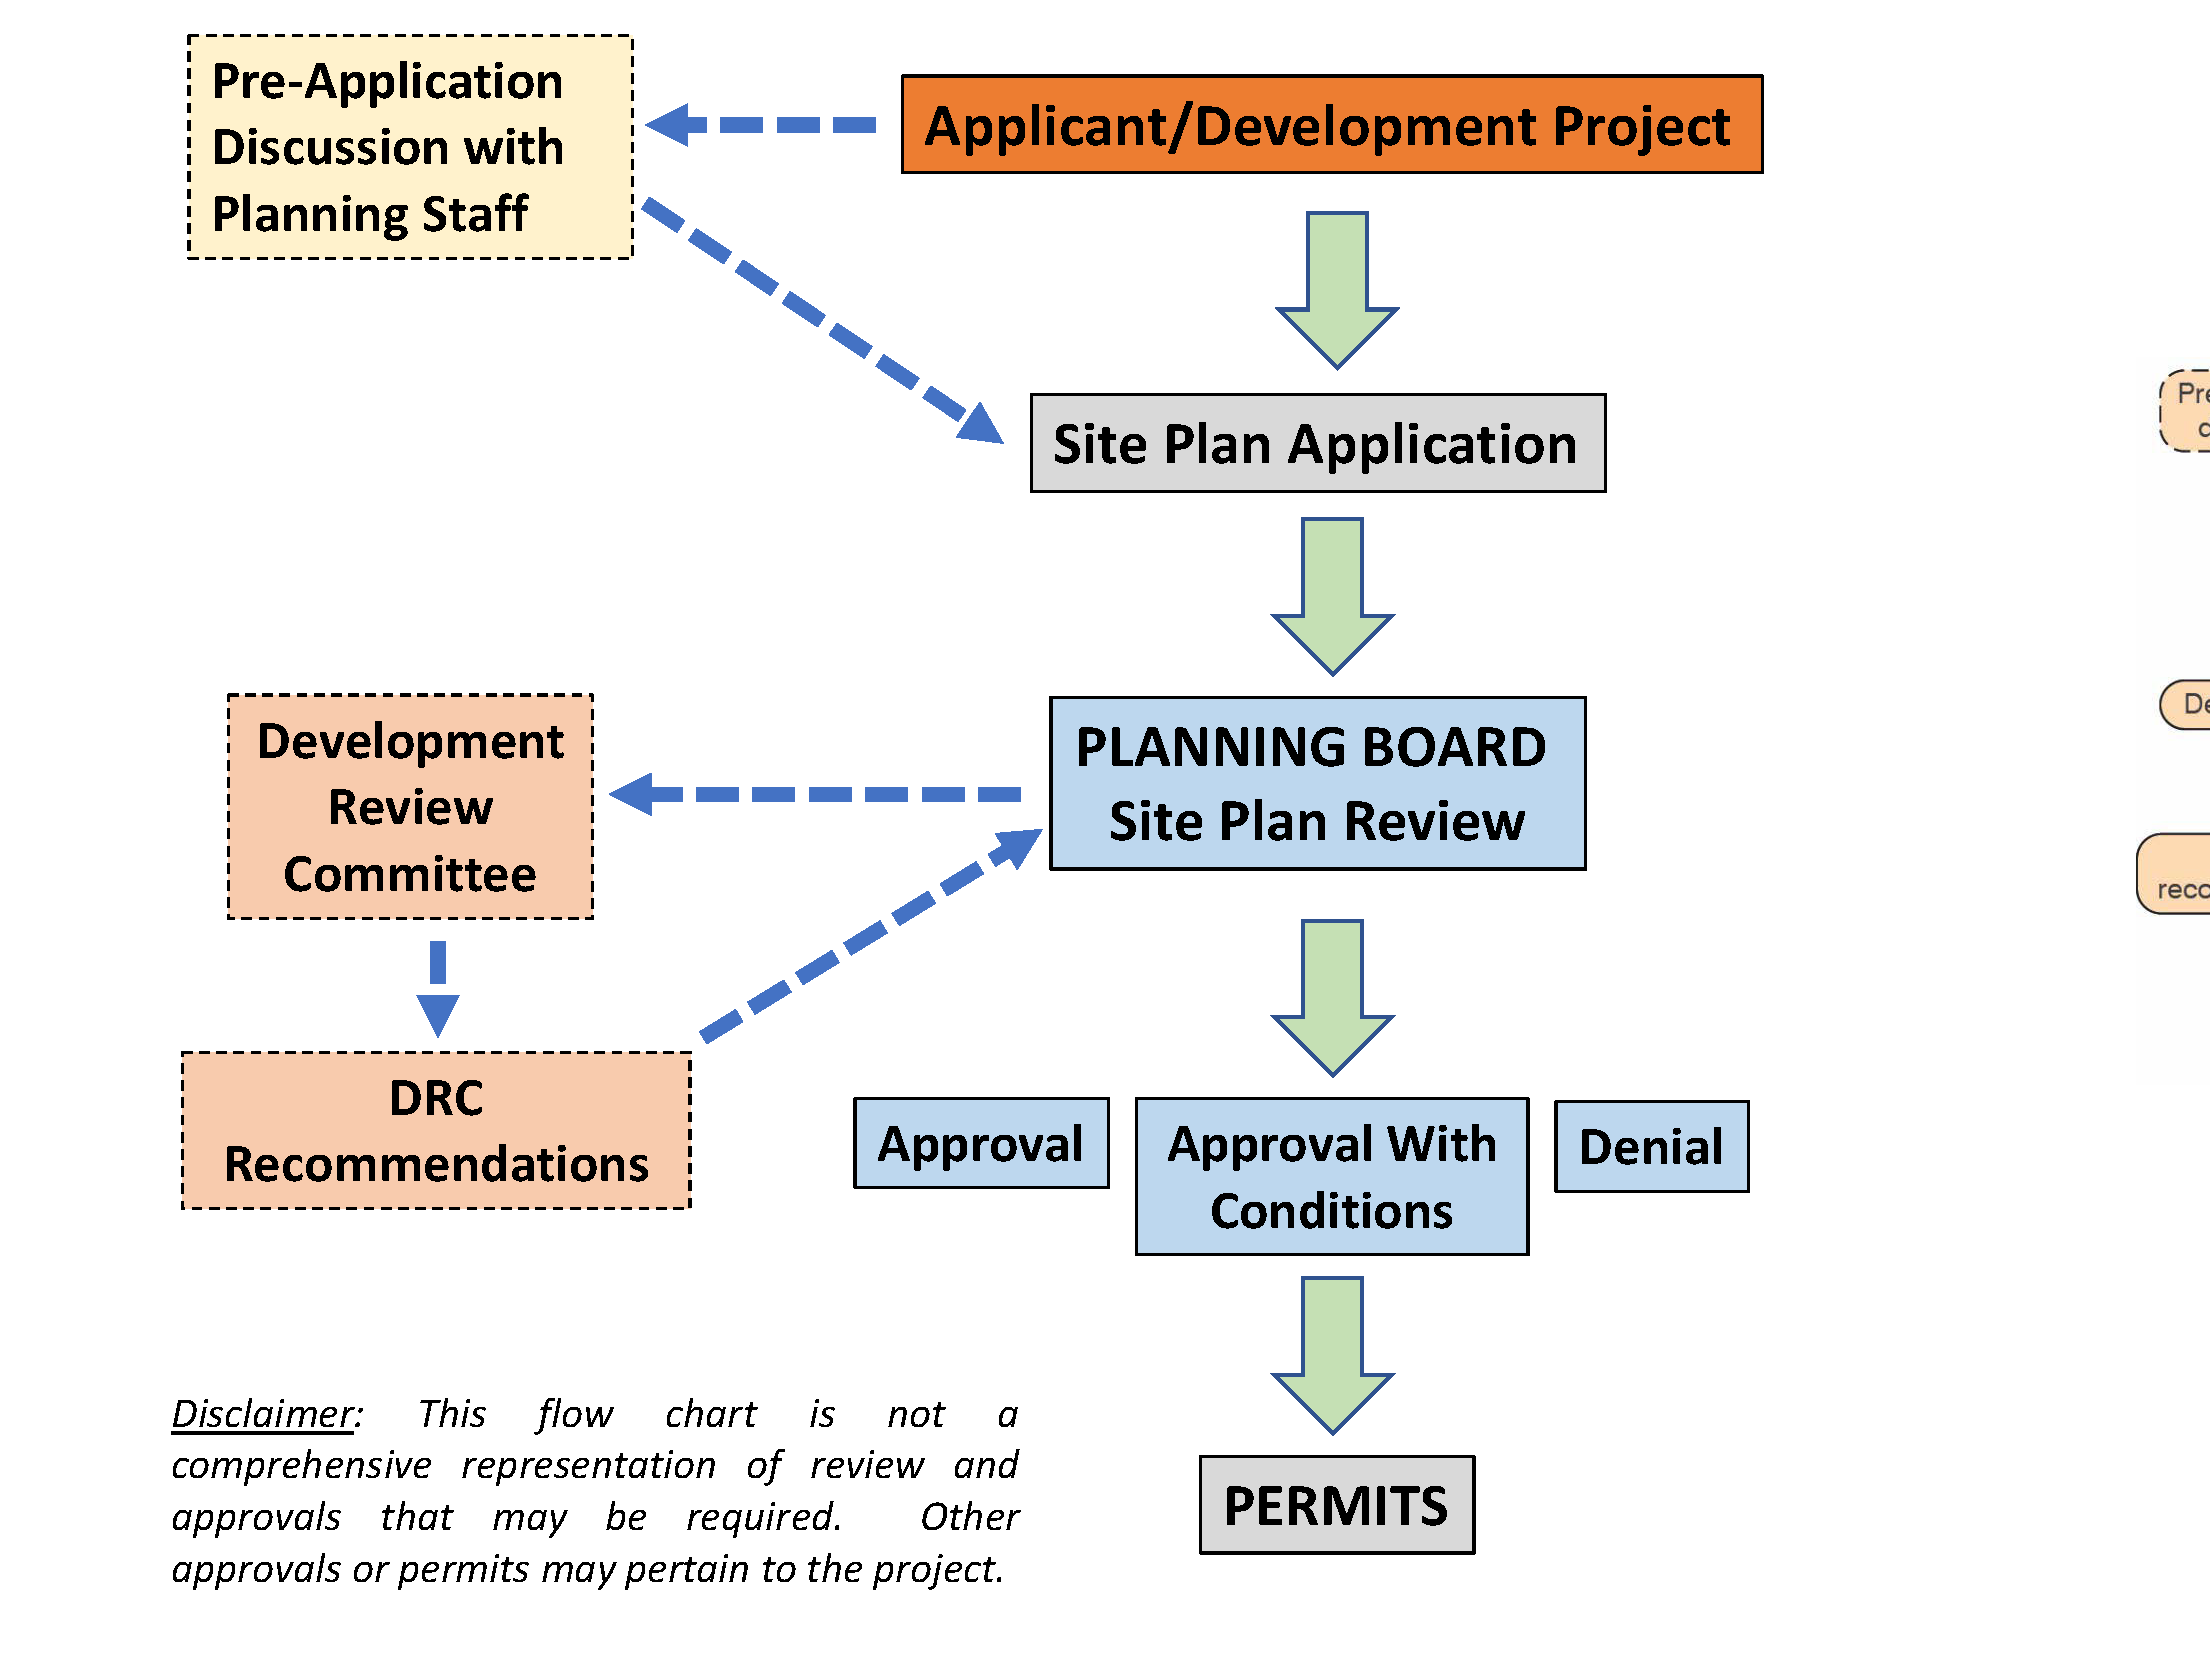 Pre-Application
Discussion with
Planning Staff
Applicant/Development Project
Site Plan Application
Development
Review
Committee
PLANNING BOARD
Site Plan Review
DRC
Recommendations
Approval
Approval With
Conditions
Denial
PERMITS
Disclaimer: This flow chart is not a
comprehensive representation of review and
approvals that may be required. Other
approvals or permits may pertain to the project.